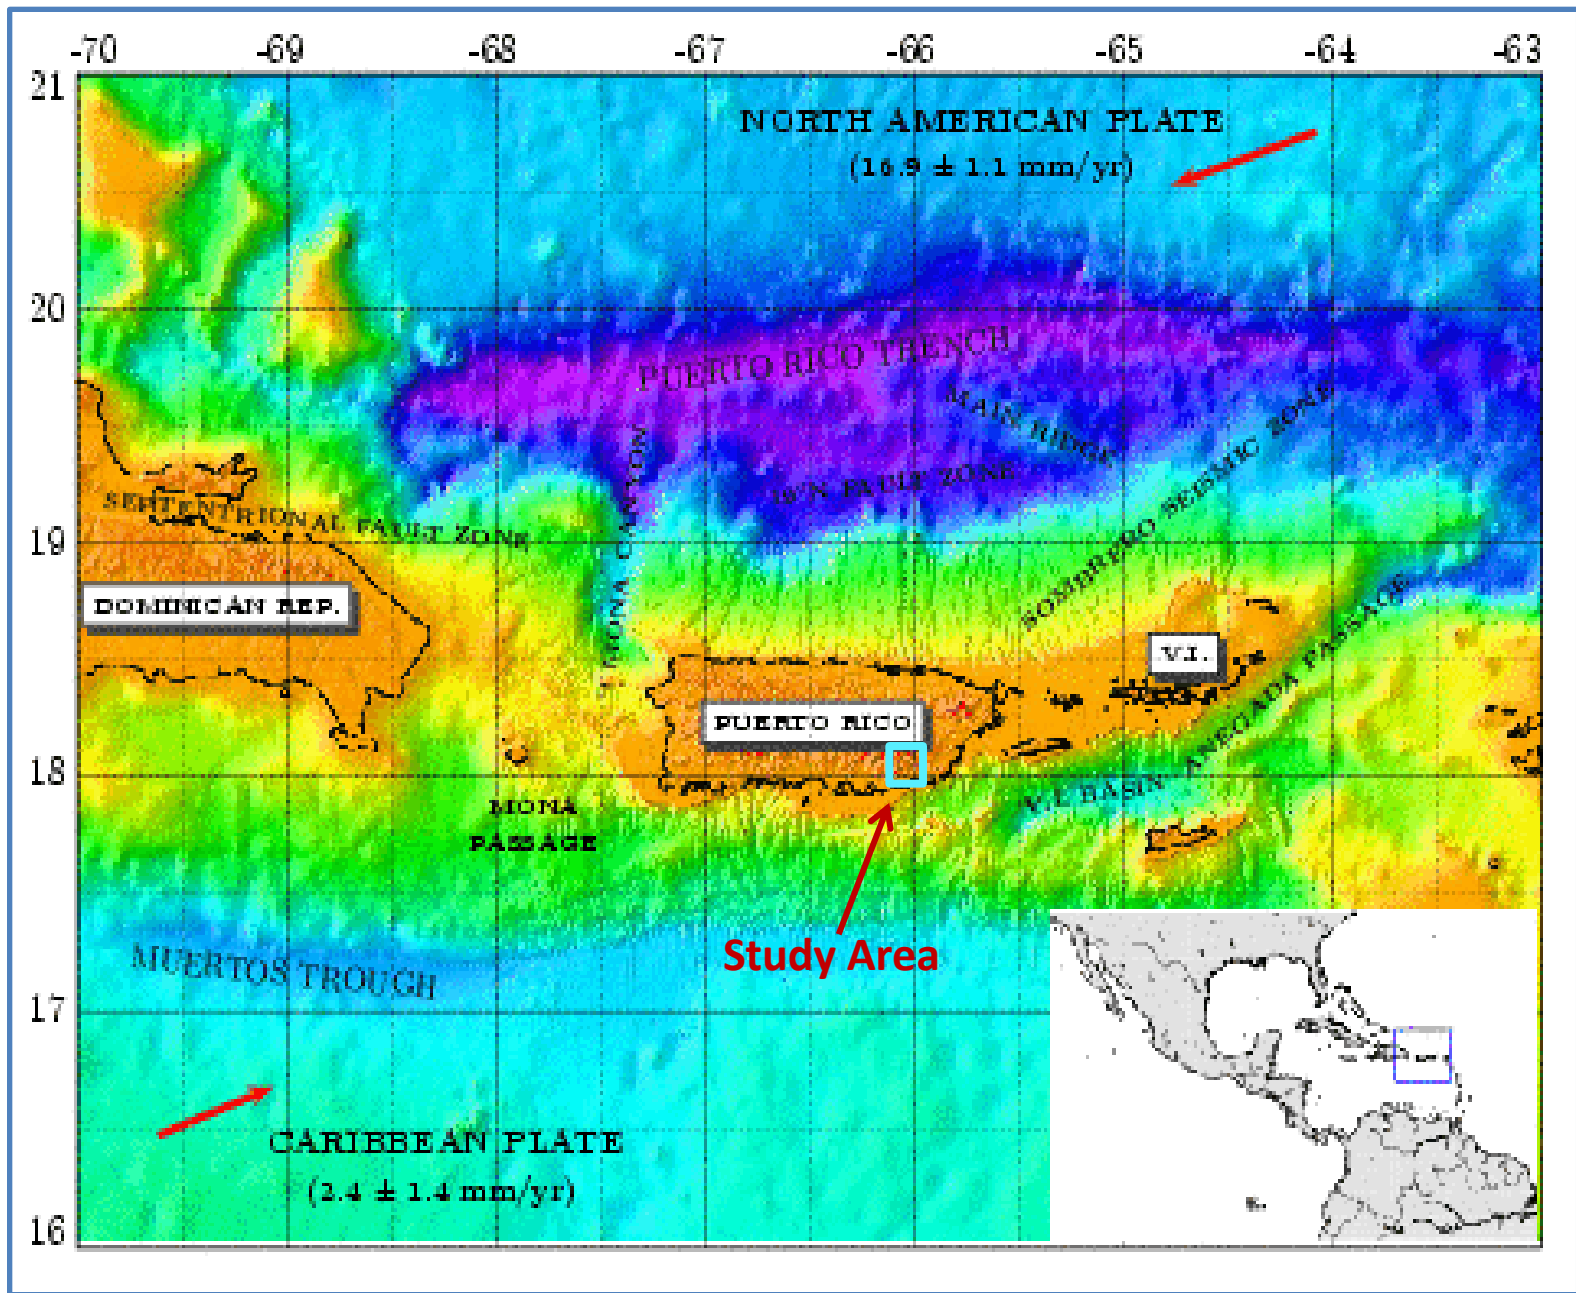 -70 -69 -68 -67 -66 -65 -64 -63
21
NORTH AMERICAN PLATE
(16.9 ± 1.1 mm/yr)
20
PUERTO RICO TRENCH
MAIN RIDGE
19°N FAULT ZONE
SOMBRERO SEISMIC ZONE
MONA CANYON
SEPTENTRIONAL FAULT ZONE
19
DOMINICAN REP.
V.I.
ANEGADA PASSAGE
PUERTO RICO
18
V.I. BASIN
MONA
PASSAGE
Study Area
MUERTOS TROUGH
17
CARIBBEAN PLATE
(2.4 ± 1.4 mm/yr)
16